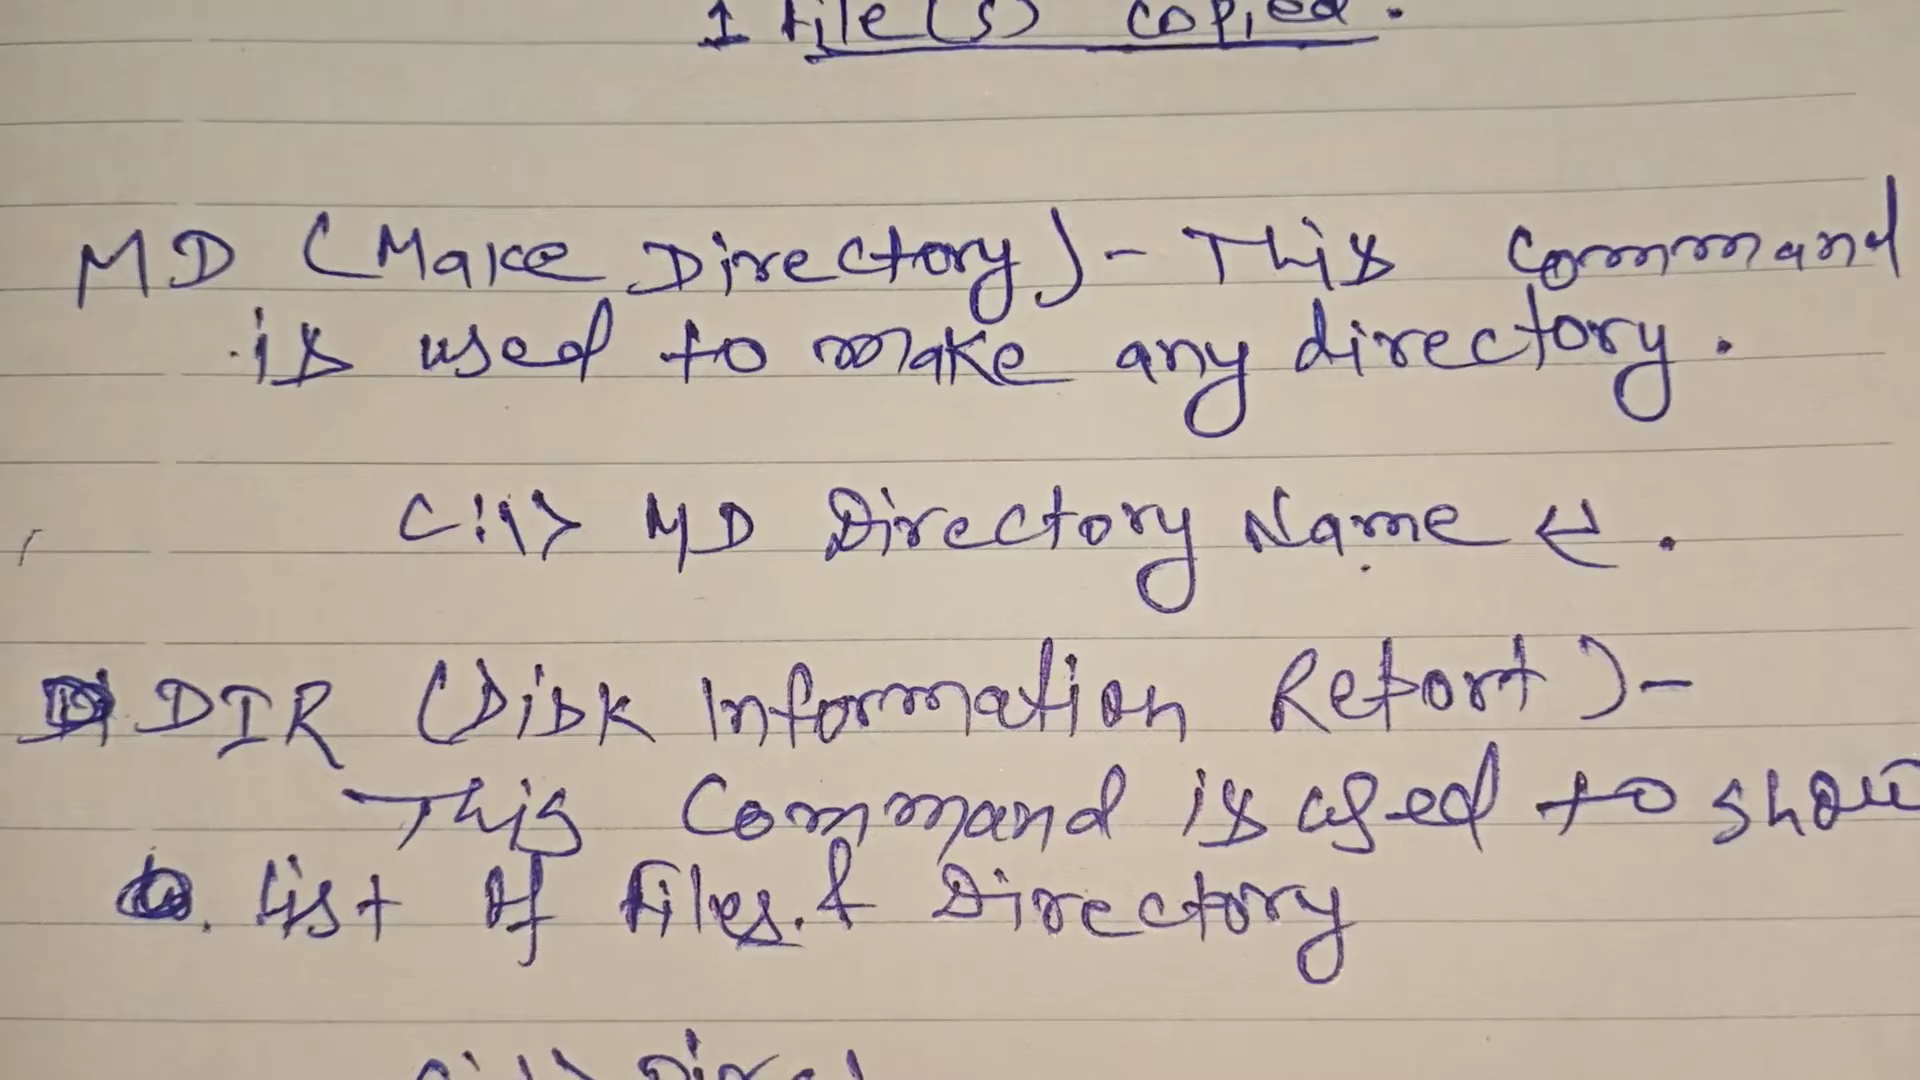 1 file(s) copied.
MD (Make Directory) - This Command
is used to make any directory.
C:\> MD Directory Name ↵.
DIR (Disk Information Report) -
This Command is used to show
list of files. & Directory
C:\>